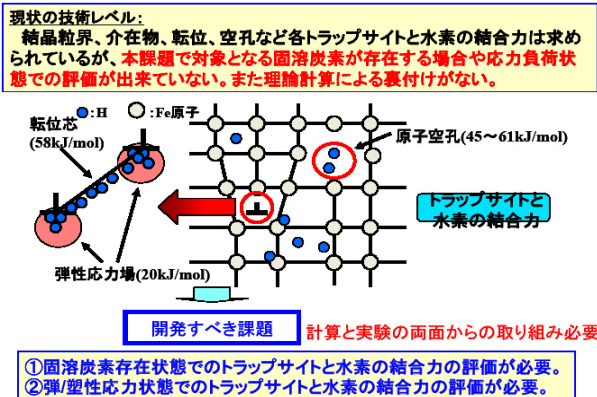 現状の技術レベル:
結晶粒界、介在物、転位、空孔など各トラップサイトと水素の結合力は求め
られているが、本課題で対象となる固溶炭素が存在する場合や応力負荷状
態での評価が出来ていない。また理論計算による裏付けがない。
:H :Fe原子
転位芯
(58kJ/mol)
原子空孔(45～61kJ/mol)
トラップサイトと
水素の結合力
弾性応力場(20kJ/mol)
開発すべき課題
計算と実験の両面からの取り組み必要
①固溶炭素存在状態でのトラップサイトと水素の結合力の評価が必要。
②弾/塑性応力状態でのトラップサイトと水素の結合力の評価が必要。